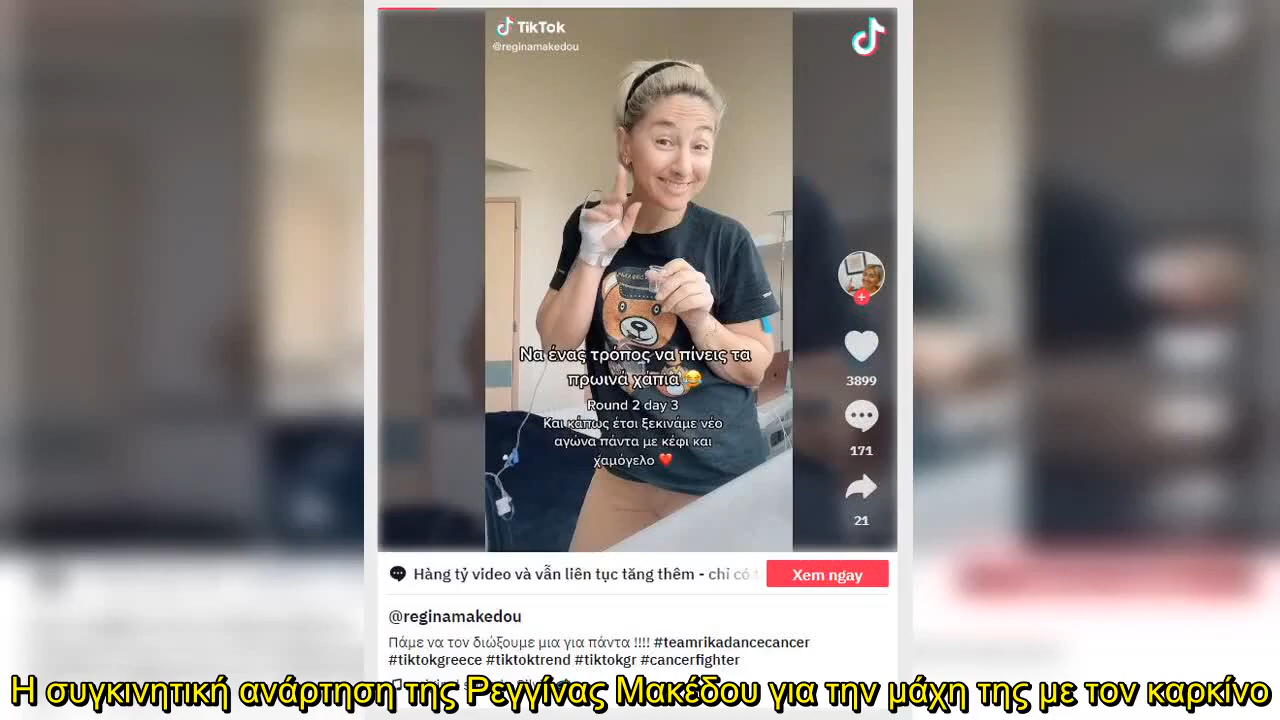 TikTok
@reginamakedou
Να ένας τρόπος να πίνεις τα
πρωινά χάπια 😂
Round 2 day 3
Και κάπως έτσι ξεκινάμε νέο
αγώνα πάντα με κέφι και
χαμόγελο ❤️
3899
171
21
Hàng tỷ video và vẫn liên tục tăng thêm - chỉ có
Xem ngay
@reginamakedou
Πάμε να τον διώξουμε μια για πάντα !!!! #teamrikadancecancer
#tiktokgreece #tiktoktrend #tiktokgr #cancerfighter
Η συγκινητική ανάρτηση της Ρεγγίνας Μακέδου για την μάχη της με τον καρκίνο